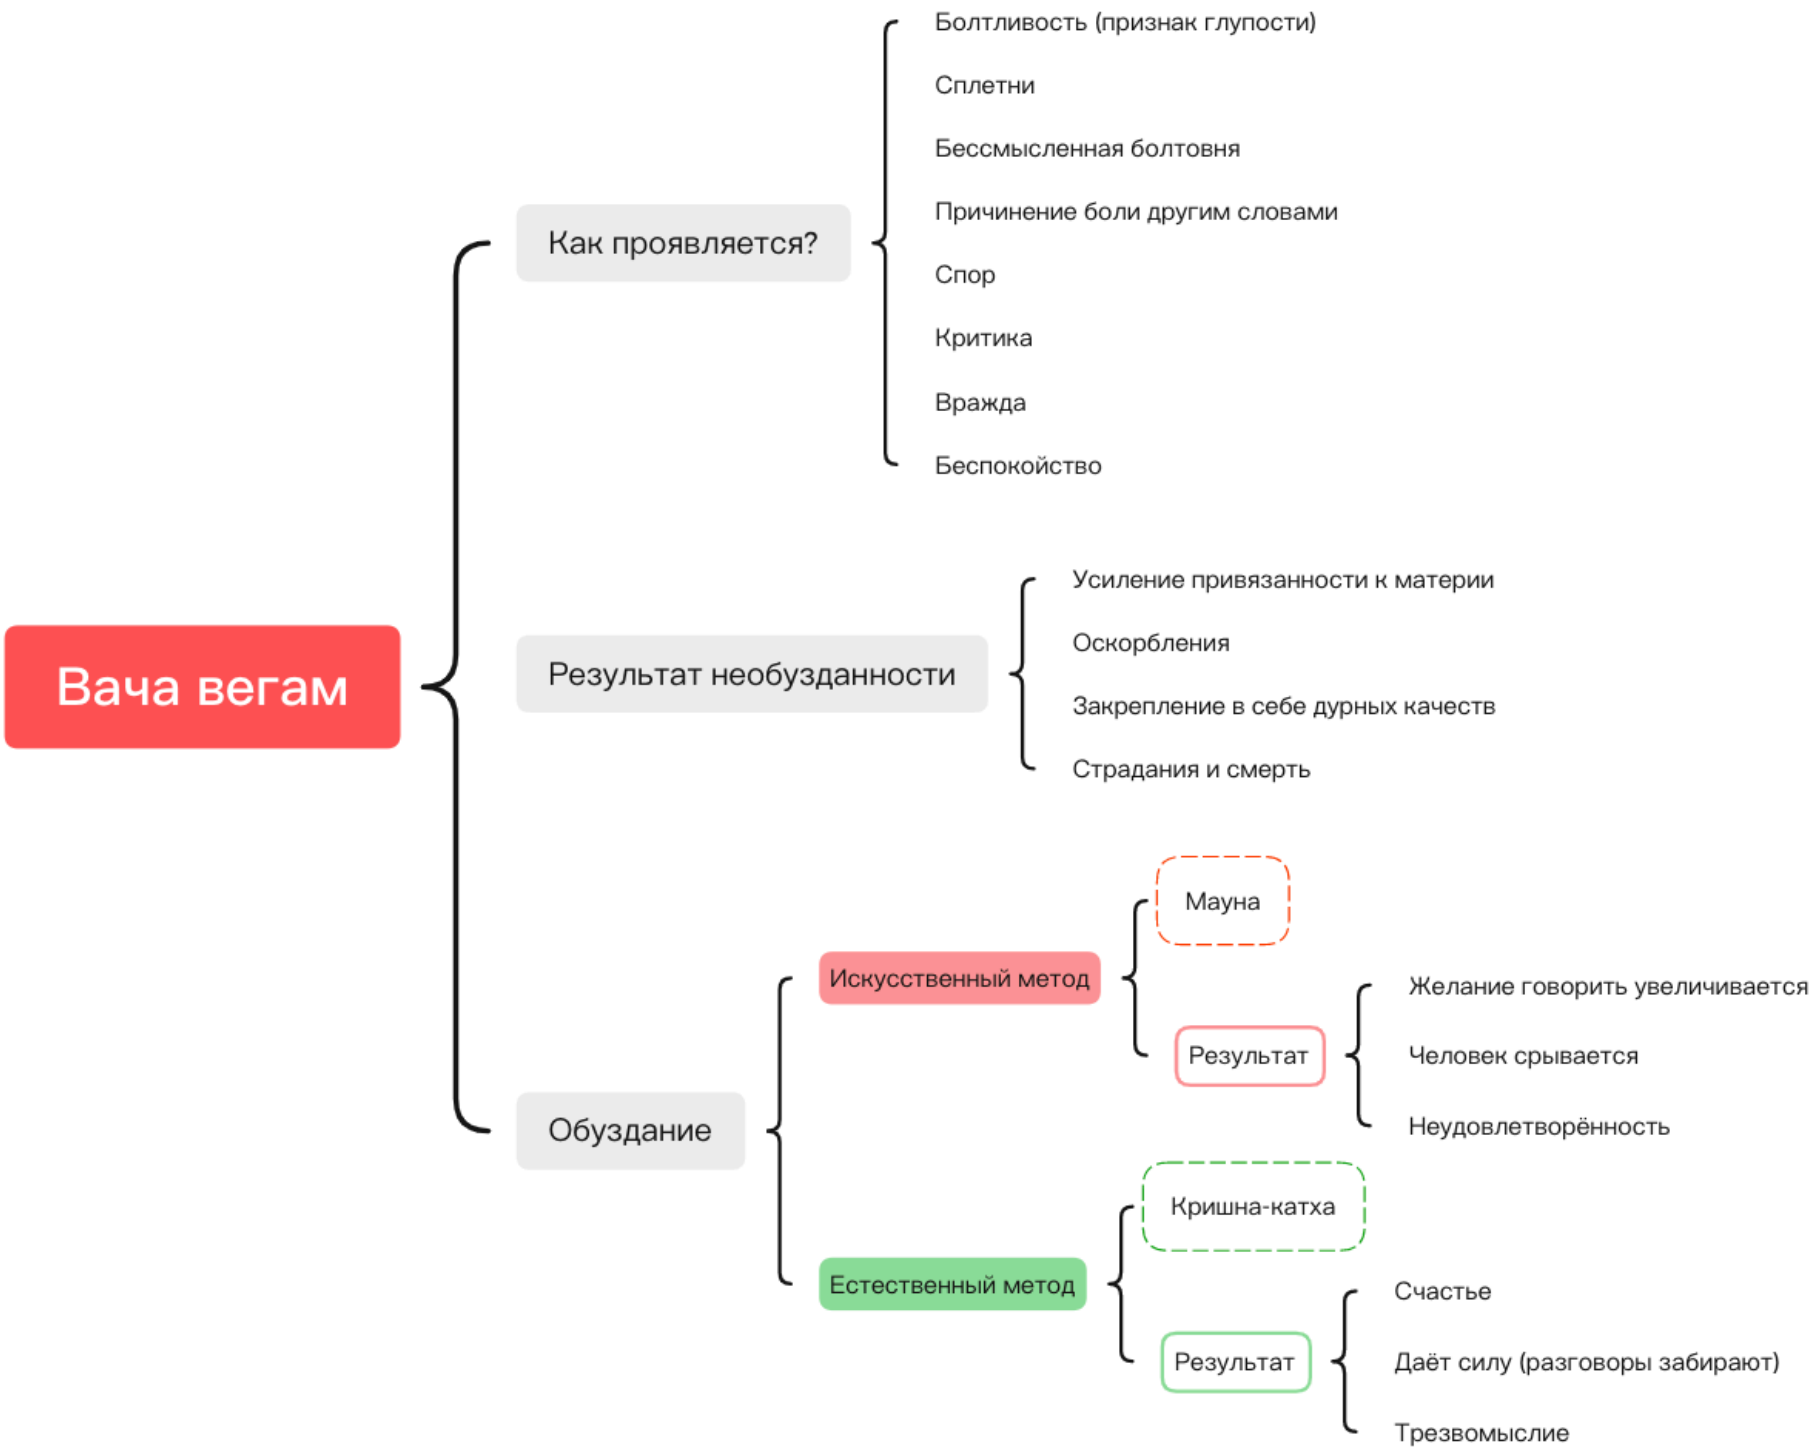 Вача вегам
Как проявляется?
Болтливость (признак глупости)
Сплетни
Бессмысленная болтовня
Причинение боли другим словами
Спор
Критика
Вражда
Беспокойство
Результат необузданности
Усиление привязанности к материи
Оскорбления
Закрепление в себе дурных качеств
Страдания и смерть
Обуздание
Искусственный метод
Мауна
Результат
Желание говорить увеличивается
Человек срывается
Неудовлетворённость
Естественный метод
Кришна-катха
Результат
Счастье
Даёт силу (разговоры забирают)
Трезвомыслие